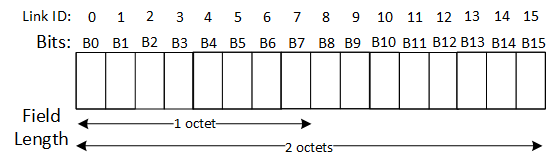 Link ID: 0 1 2 3 4 5 6 7 8 9 10 11 12 13 14 15
Bits: B0 B1 B2 B3 B4 B5 B6 B7 B8 B9 B10 B11 B12 B13 B14 B15
Field
Length
1 octet
2 octets